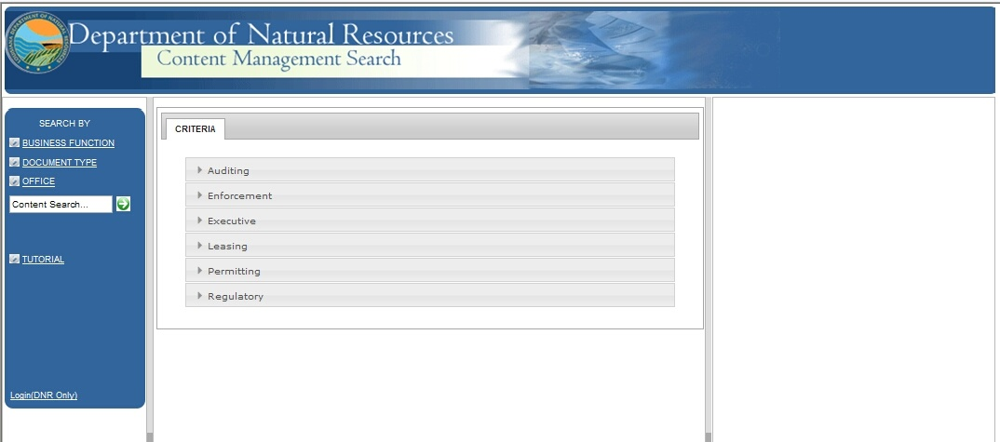 Department of Natural Resources
Content Management Search
SEARCH BY
BUSINESS FUNCTION
DOCUMENT TYPE
OFFICE
Content Search...
TUTORIAL
Login(DNR Only)
CRITERIA
Auditing
Enforcement
Executive
Leasing
Permitting
Regulatory